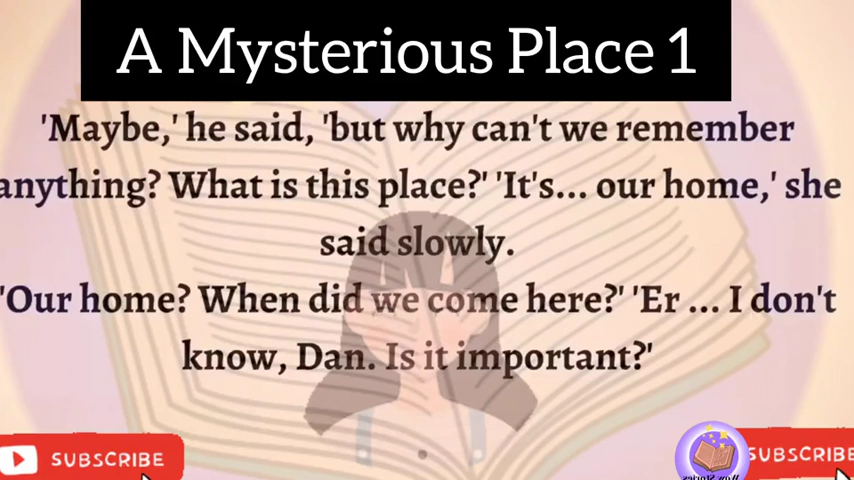 A Mysterious Place 1
'Maybe,' he said, 'but why can't we remember
anything? What is this place?' 'It's... our home,' she
said slowly.
'Our home? When did we come here?' 'Er ... I don't
know, Dan. Is it important?'
SUBSCRIBE
SUBSCRIBE